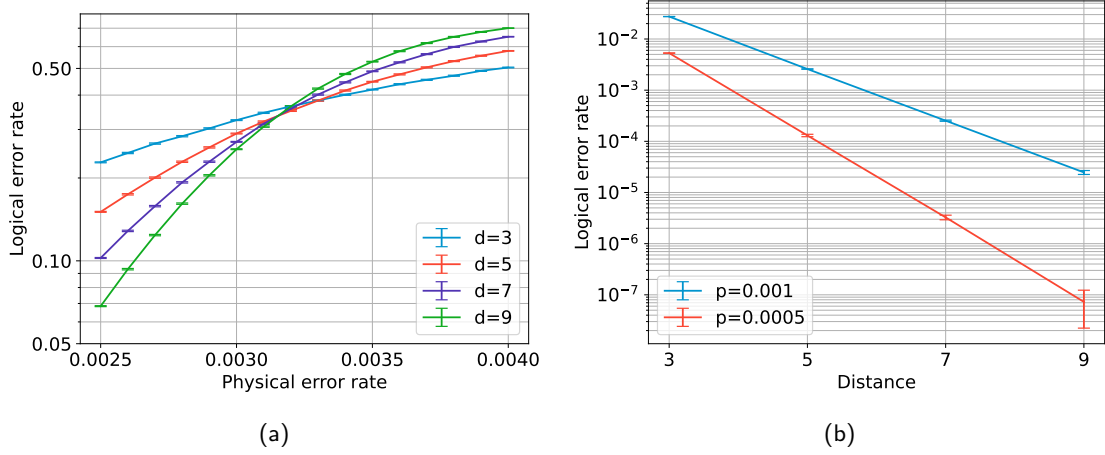 0.50
0.10
0.05
0.0025 0.0030 0.0035 0.0040
Physical error rate
Logical error rate
d=3
d=5
d=7
d=9
(a)
10⁻²
10⁻³
10⁻⁴
10⁻⁵
10⁻⁶
10⁻⁷
3 5 7 9
Distance
Logical error rate
p=0.001
p=0.0005
(b)